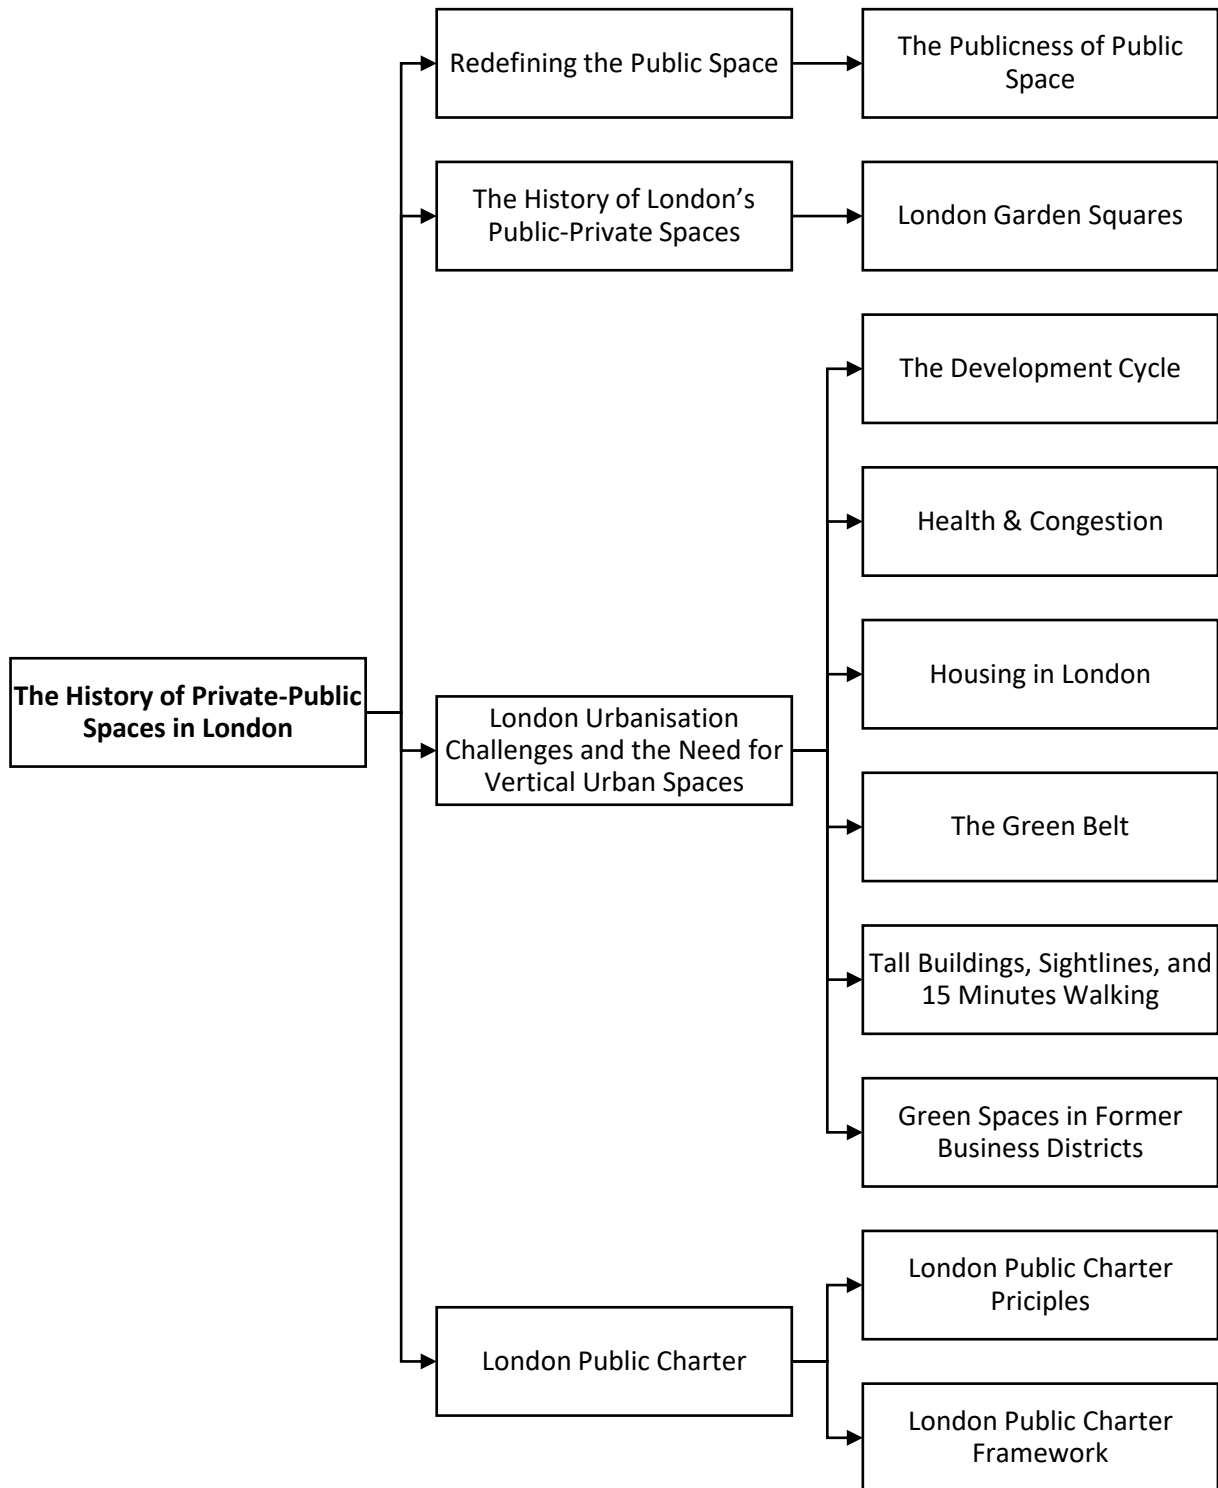 Redefining the Public Space
The Publicness of Public
Space
The History of London’s
Public-Private Spaces
London Garden Squares
The Development Cycle
Health & Congestion
Housing in London
The History of Private-Public
Spaces in London
London Urbanisation
Challenges and the Need for
Vertical Urban Spaces
The Green Belt
Tall Buildings, Sightlines, and
15 Minutes Walking
Green Spaces in Former
Business Districts
London Public Charter
London Public Charter
Priciples
London Public Charter
Framework